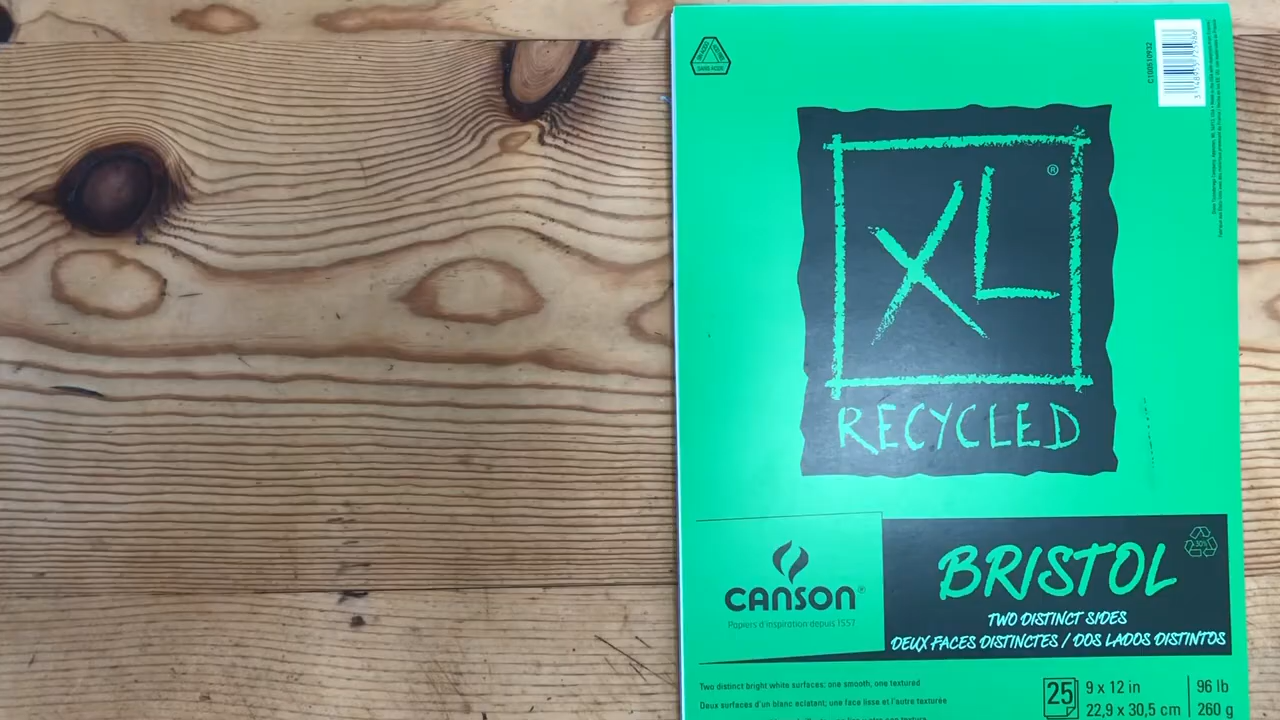 C100510932
®
XL
RECYCLED
30%
CANSON®
Papiers d'inspiration depuis 1557
BRISTOL
TWO DISTINCT SIDES
DEUX FACES DISTINCTES / DOS LADOS DISTINTOS
Two distinct bright white surfaces: one smooth, one textured
Deux surfaces d'un blanc éclatant; une face lisse et l'autre texturée
25
9 x 12 in
22,9 x 30,5 cm
96 lb
260 g